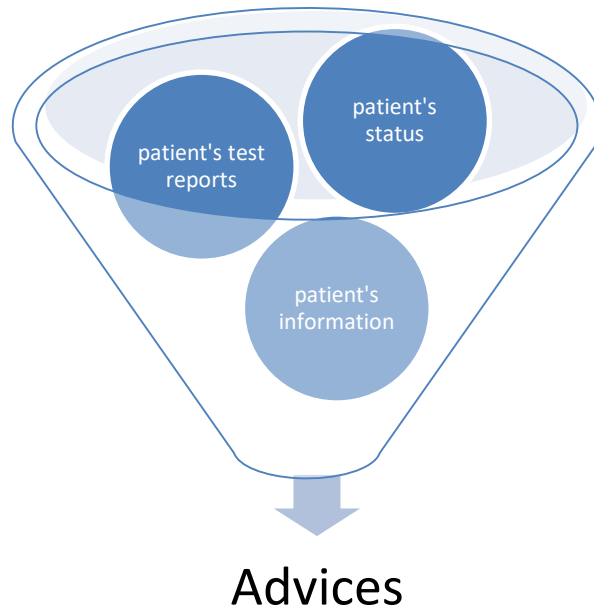 patient's
status
patient's test
reports
patient's
information
Advices